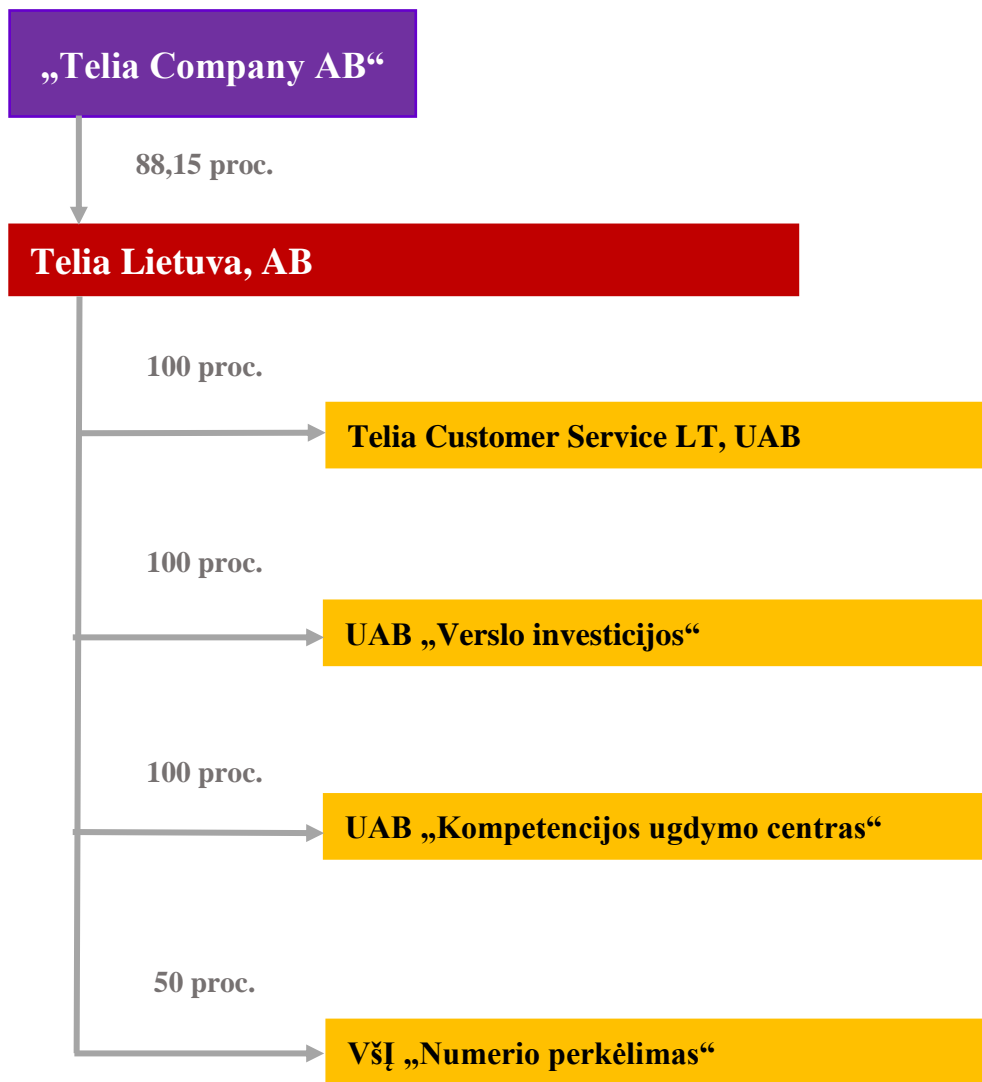 „Telia Company AB“
88,15 proc.
Telia Lietuva, AB
100 proc.
Telia Customer Service LT, UAB
100 proc.
UAB „Verslo investicijos“
100 proc.
UAB „Kompetencijos ugdymo centras“
50 proc.
VšĮ „Numerio perkėlimas“